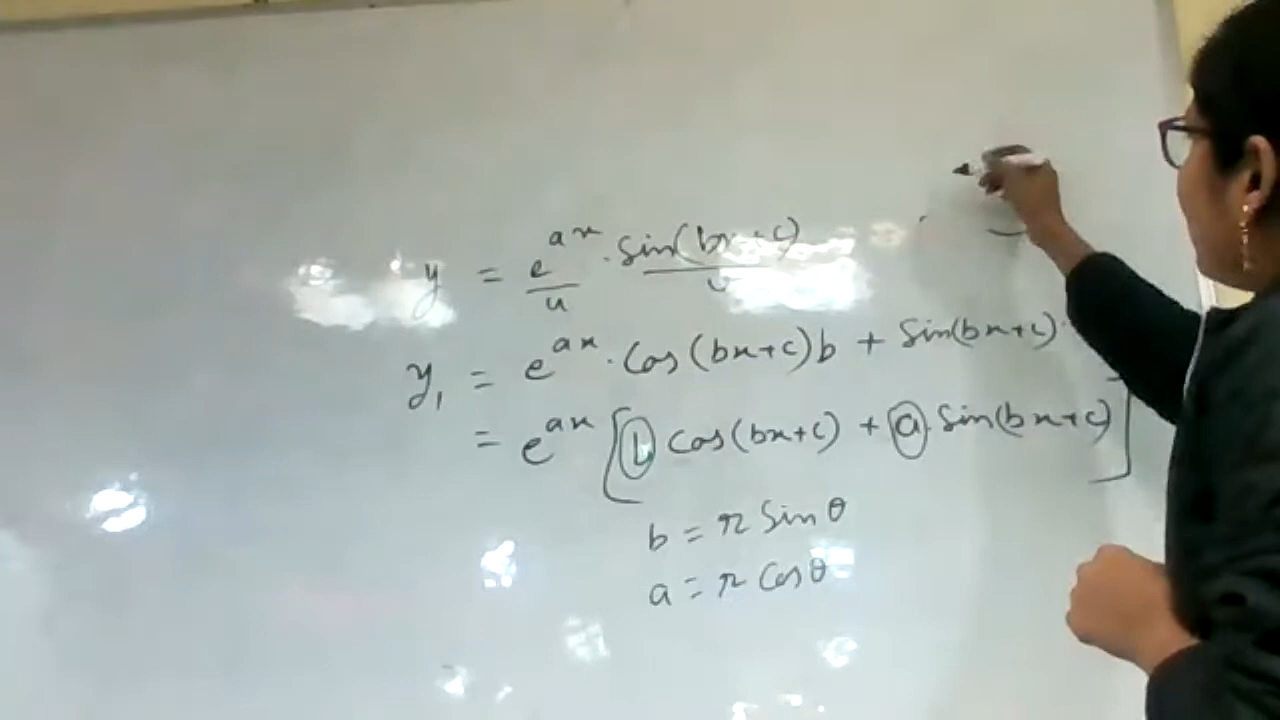 y = e^{ax} . sin(bx+c)
u v
y₁ = e^{ax} . Cos(bx+c)b + Sin(bx+c).
= e^{ax} [b Cos(bx+c) + a. Sin(bx+c)]
b = r Sin θ
a = r Cos θ